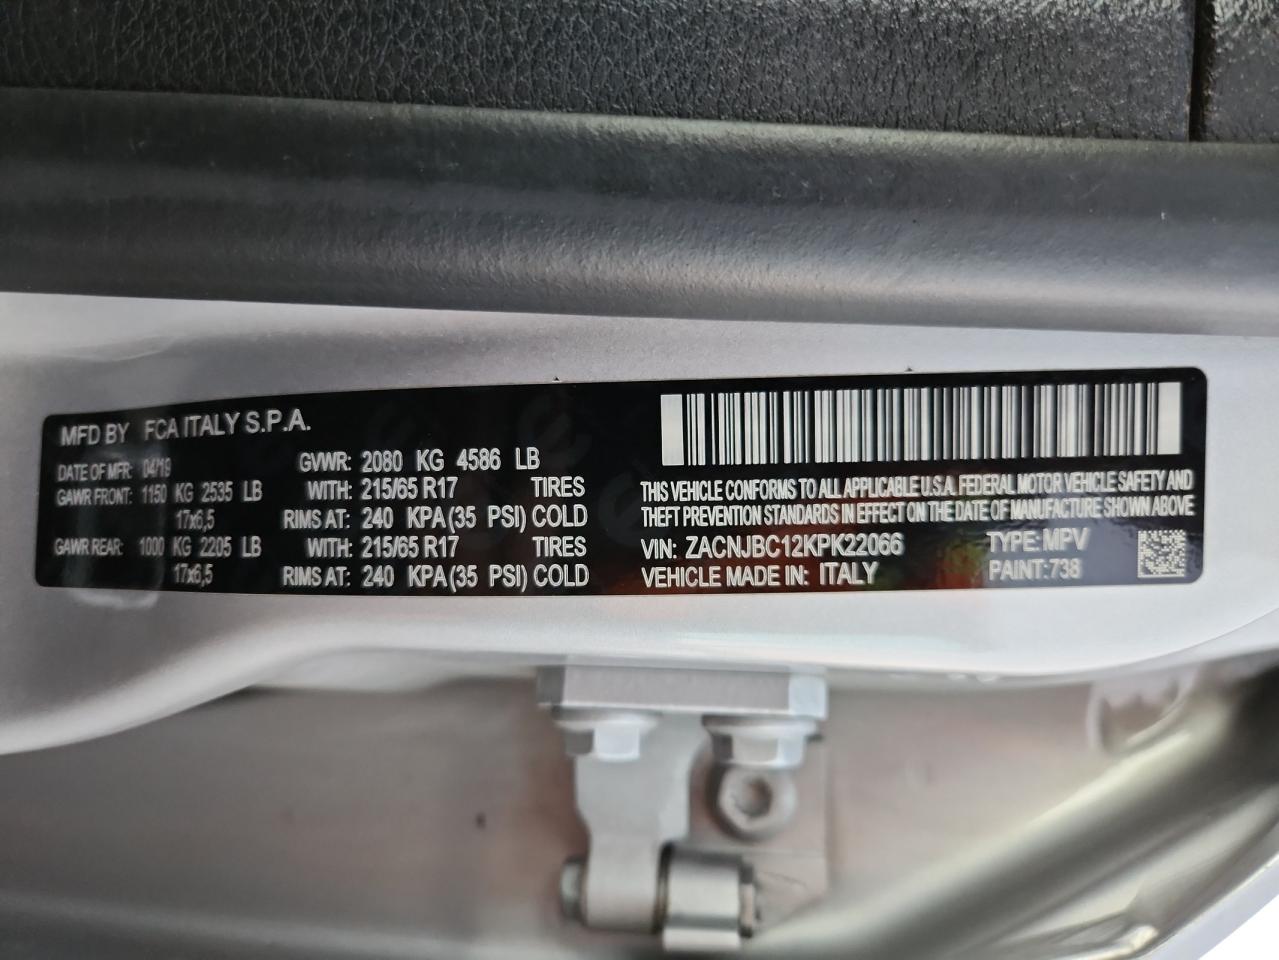 MFD BY FCA ITALY S.P.A.
DATE OF MFR: 04/19 GVWR: 2080 KG 4586 LB
GAWR FRONT: 1150 KG 2535 LB WITH: 215/65 R17 TIRES
17x6,5 RIMS AT: 240 KPA(35 PSI) COLD
GAWR REAR: 1000 KG 2205 LB WITH: 215/65 R17 TIRES
17x6,5 RIMS AT: 240 KPA(35 PSI) COLD
THIS VEHICLE CONFORMS TO ALL APPLICABLE U.S.A. FEDERAL MOTOR VEHICLE SAFETY AND
THEFT PREVENTION STANDARDS IN EFFECT ON THE DATE OF MANUFACTURE SHOWN ABOVE
VIN: ZACNJBC12KPK22066 TYPE: MPV
VEHICLE MADE IN: ITALY PAINT: 738